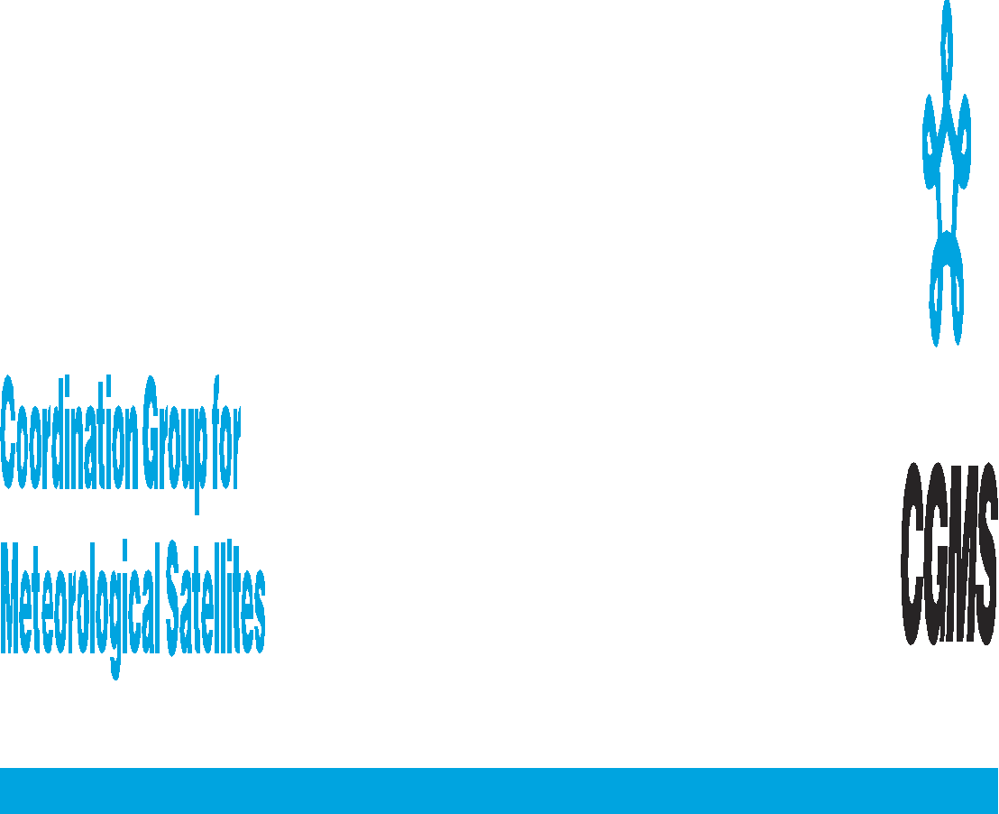 Coordination Group for
Meteorological Satellites
CGMS